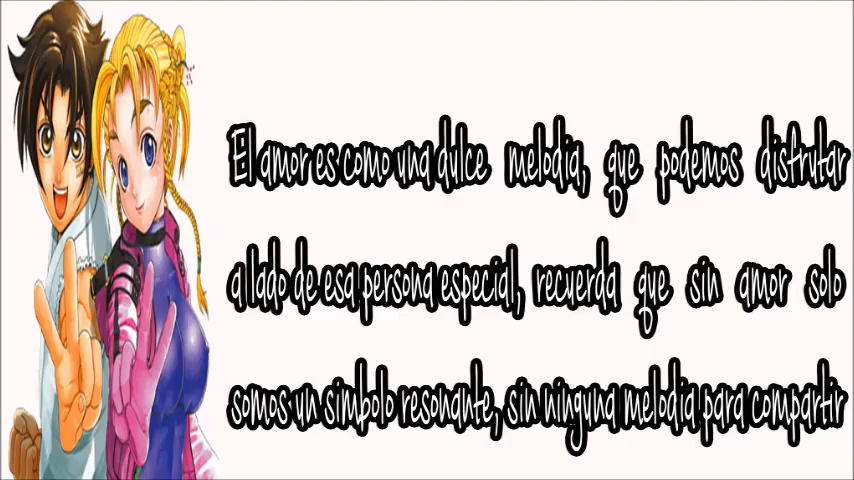 El amor es como una dulce melodia, que podemos disfrutar
a lado de esa persona especial, recuerda que sin amor solo
somos un simbolo resonante, sin ninguna melodia para compartir